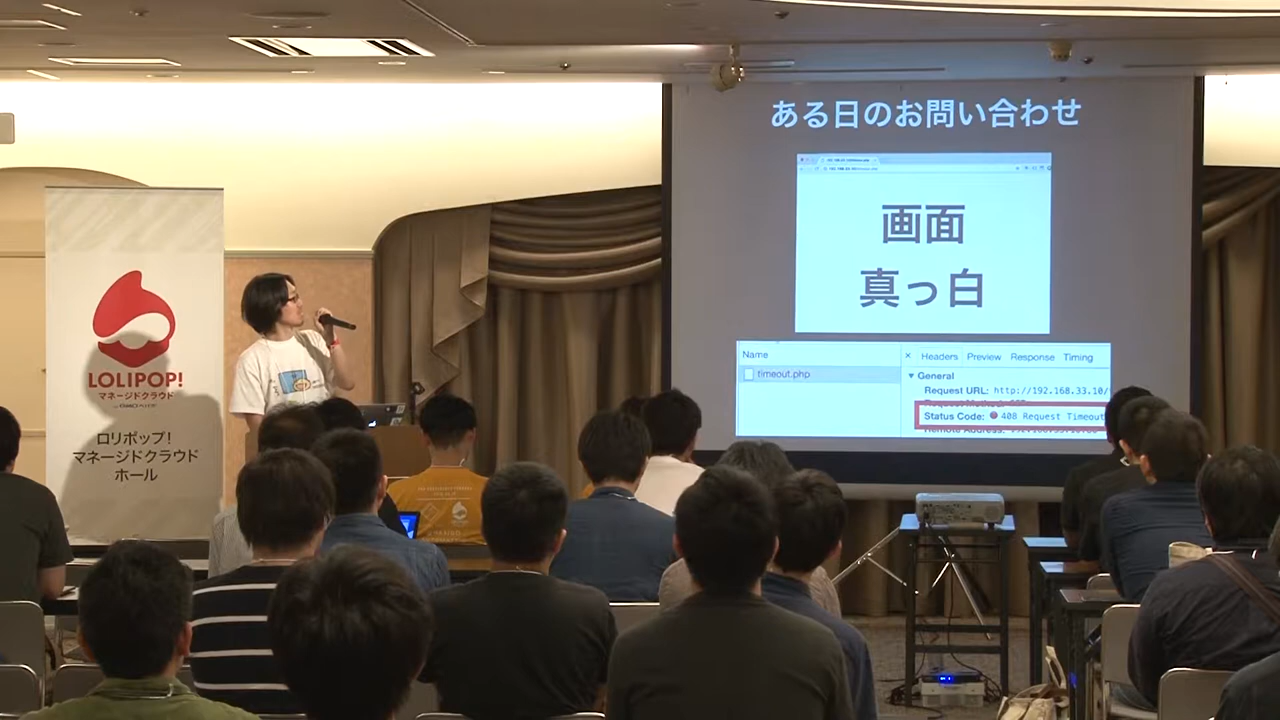 ある日のお問い合わせ
画面
真っ白
Name
× Headers Preview Response Timing
timeout.php
▼ General
Request URL: http://192.168.33.10/
Status Code: 408 Request Timeout
Remote Address:
LOLIPOP!
マネージドクラウド
ロリポップ!
マネージドクラウド
ホール